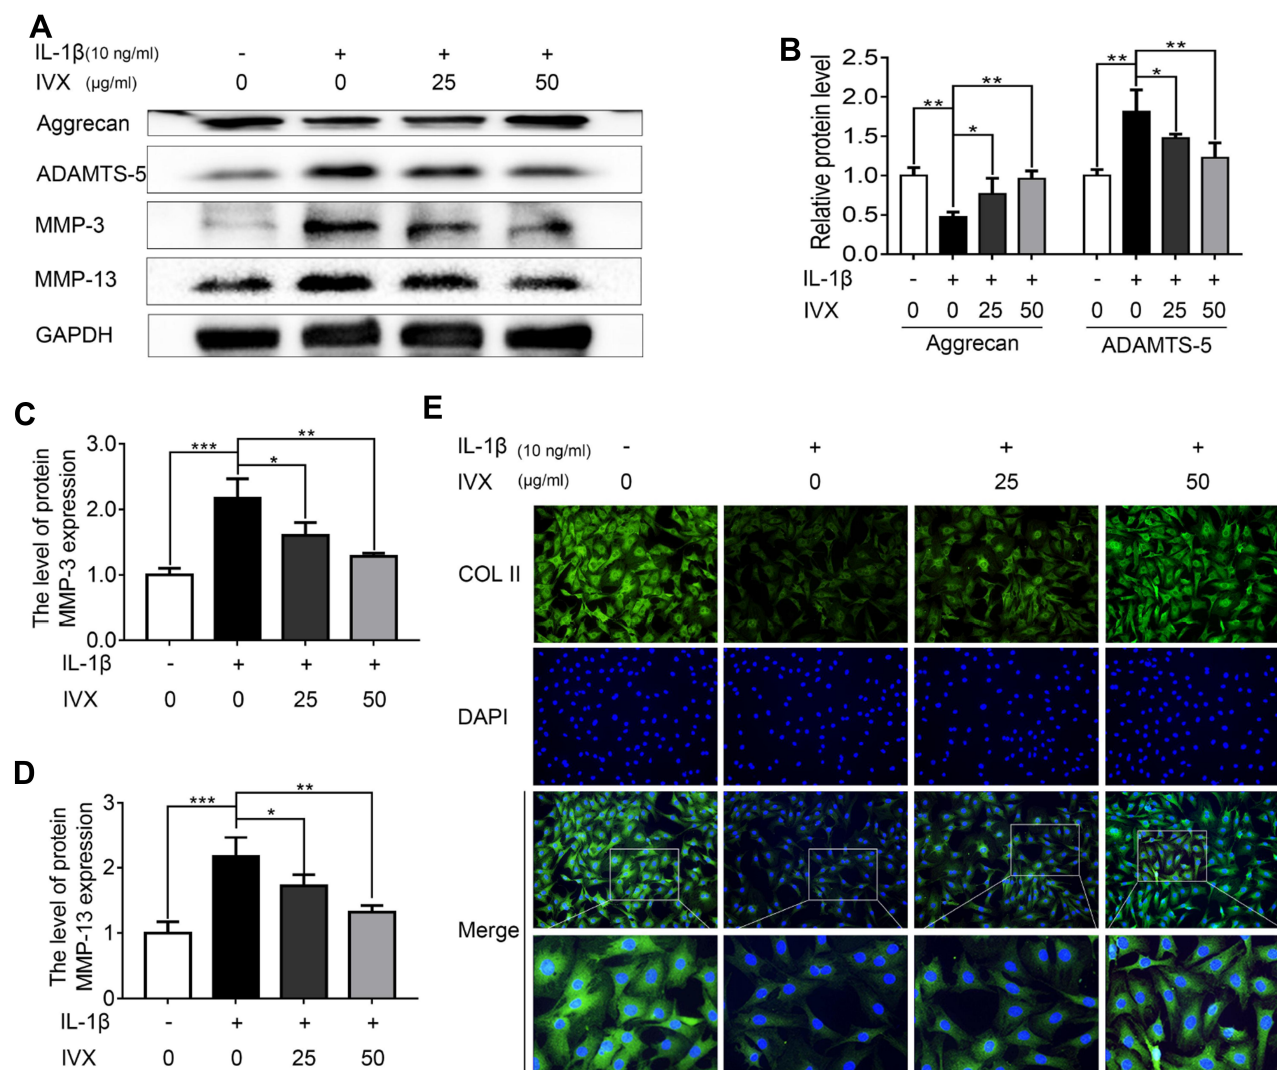 A
IL-1β(10 ng/ml) - + + +
IVX (μg/ml) 0 0 25 50
Aggrecan
ADAMTS-5
MMP-3
MMP-13
GAPDH
B
Relative protein level
2.5
2.0
1.5
1.0
0.5
0.0
** * ** ** * **
IL-1β - + + + - + + +
IVX 0 0 25 50 0 0 25 50
Aggrecan ADAMTS-5
C
The level of protein
MMP-3 expression
3.0
2.0
1.0
0.0
*** * **
IL-1β - + + +
IVX 0 0 25 50
D
The level of protein
MMP-13 expression
3
2
1
0
*** * **
IL-1β - + + +
IVX 0 0 25 50
E
IL-1β (10 ng/ml) - + + +
IVX (μg/ml) 0 0 25 50
COL II
DAPI
Merge